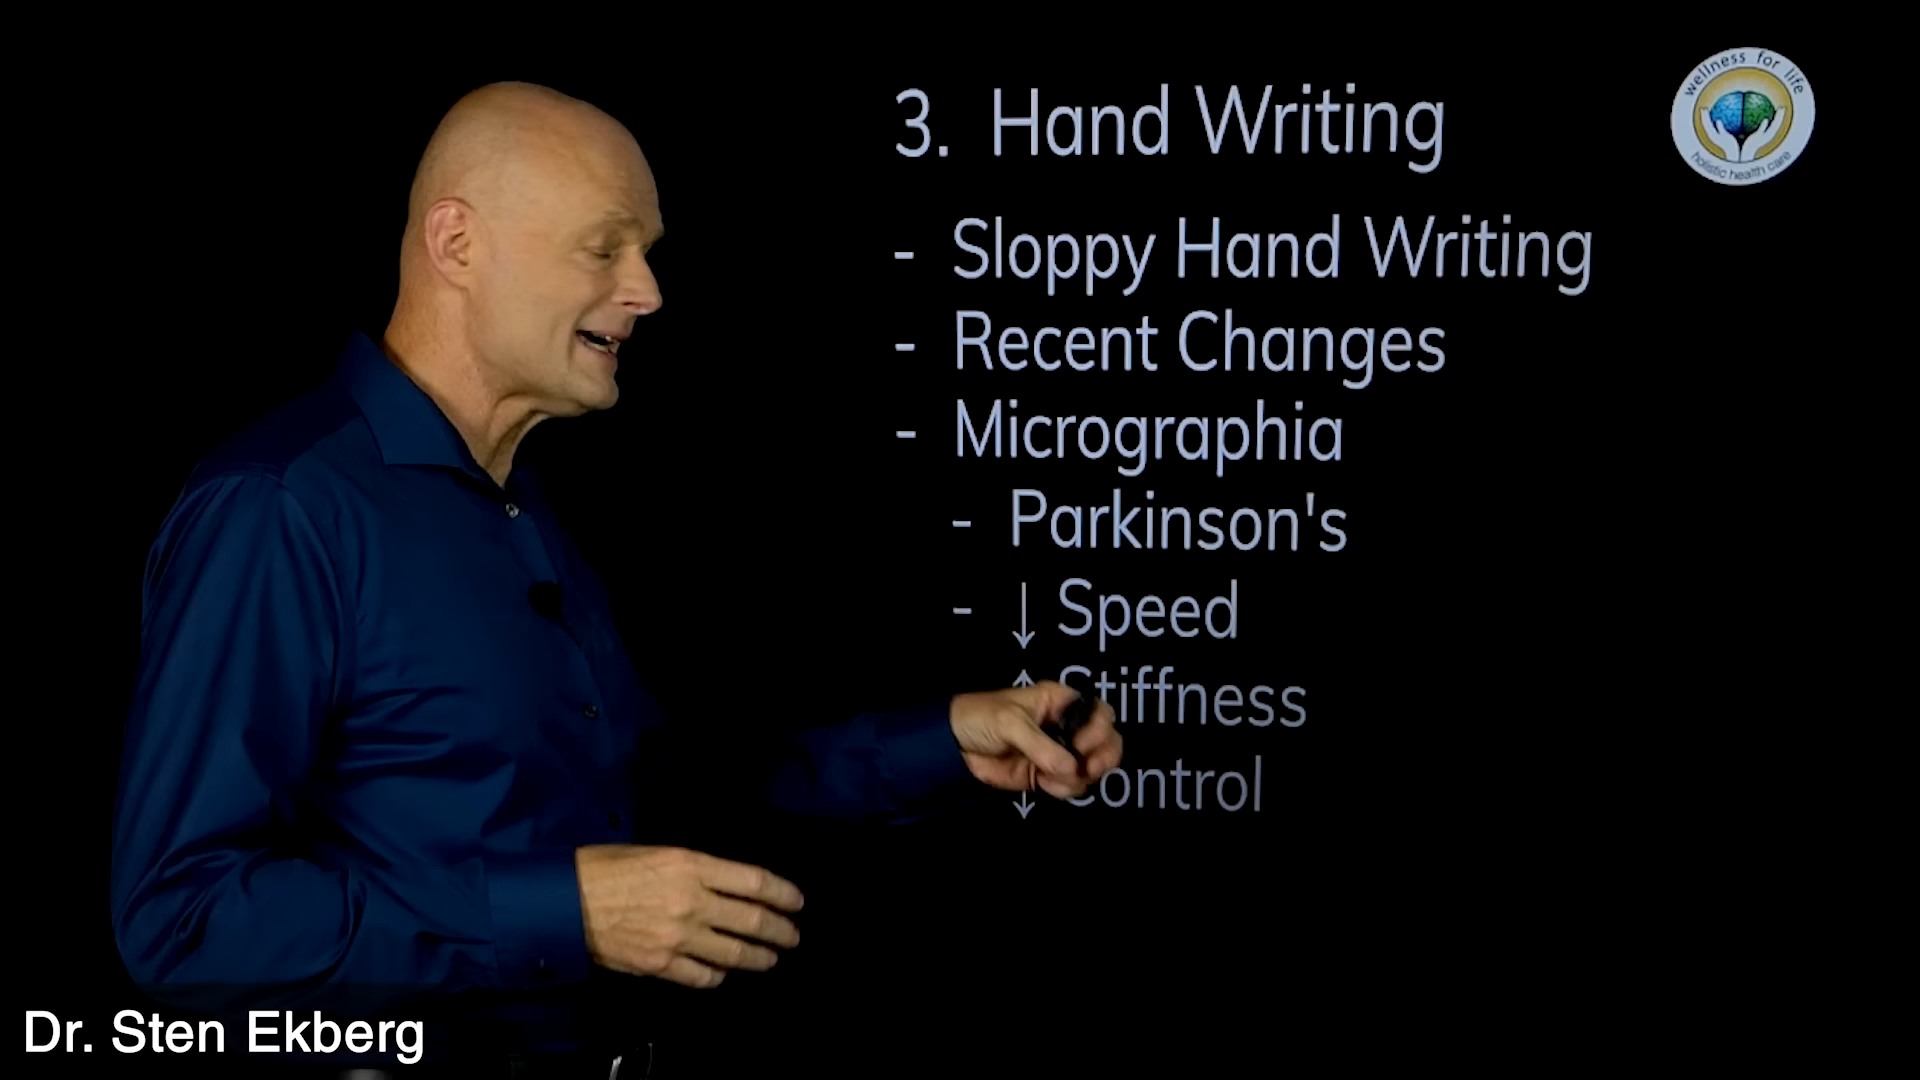 3. Hand Writing
wellness for life
holistic health care
- Sloppy Hand Writing
- Recent Changes
- Micrographia
- Parkinson's
- ↓ Speed
↑ Stiffness
↓ Control
Dr. Sten Ekberg